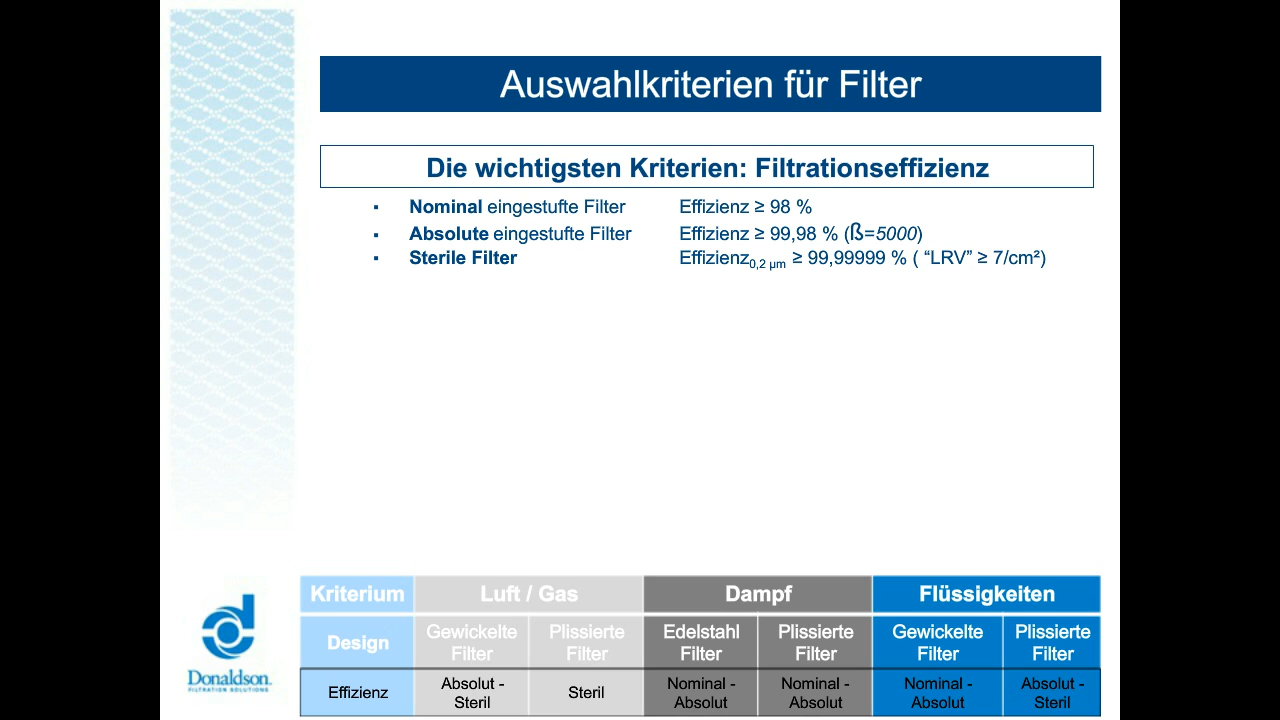 Auswahlkriterien für Filter
Die wichtigsten Kriterien: Filtrationseffizienz
▪ Nominal eingestufte Filter Effizienz ≥ 98 %
▪ Absolute eingestufte Filter Effizienz ≥ 99,98 % (ß=5000)
▪ Sterile Filter Effizienz0,2 µm ≥ 99,99999 % ( “LRV” ≥ 7/cm²)
Kriterium Luft / Gas Dampf Flüssigkeiten
Design Gewickelte Filter Plissierte Filter Edelstahl Filter Plissierte Filter Gewickelte Filter Plissierte Filter
Effizienz Absolut - Steril Steril Nominal - Absolut Nominal - Absolut Nominal - Absolut Absolut - Steril
Donaldson.
FILTRATION SOLUTIONS